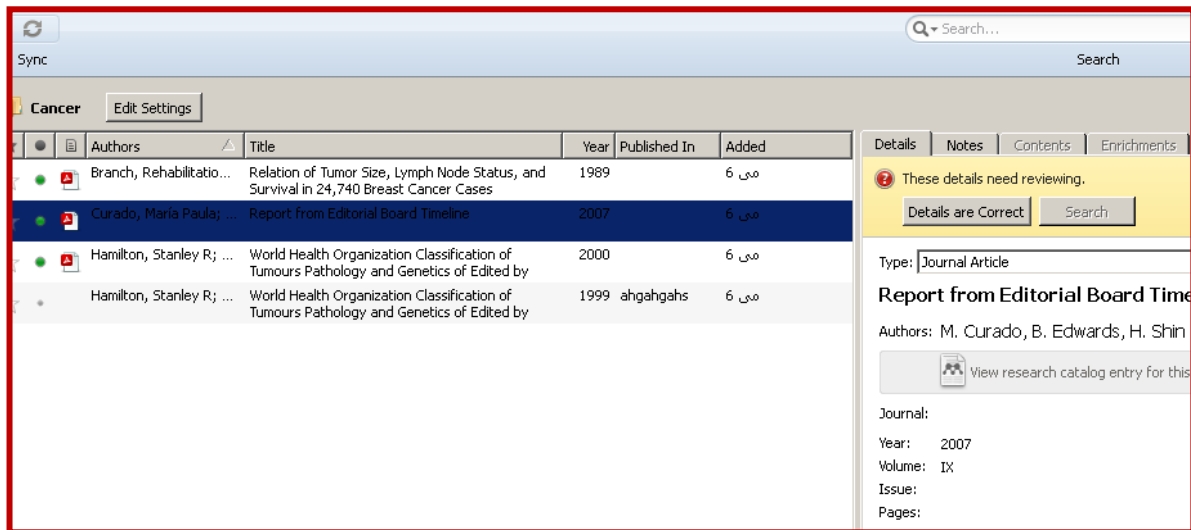 Search...
Sync
Search
Cancer
Edit Settings
Authors
Title
Year
Published In
Added
Branch, Rehabilitatio...
Relation of Tumor Size, Lymph Node Status, and
Survival in 24,740 Breast Cancer Cases
1989
6 می
Curado, María Paula; ...
Report from Editorial Board Timeline
2007
6 می
Hamilton, Stanley R; ...
World Health Organization Classification of
Tumours Pathology and Genetics of Edited by
2000
6 می
Hamilton, Stanley R; ...
World Health Organization Classification of
Tumours Pathology and Genetics of Edited by
1999
ahgahgahs
6 می
Details
Notes
Contents
Enrichments
These details need reviewing.
Details are Correct
Search
Type: Journal Article
Report from Editorial Board Time
Authors: M. Curado, B. Edwards, H. Shin
View research catalog entry for this
Journal:
Year: 2007
Volume: IX
Issue:
Pages: